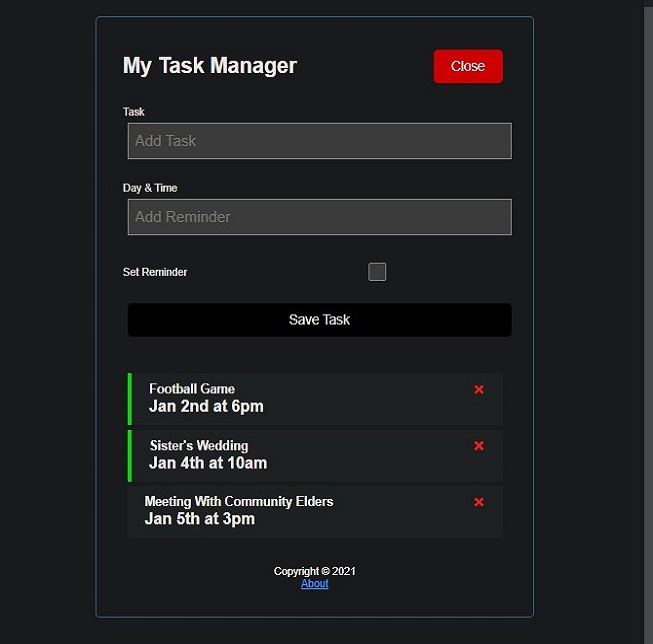 My Task Manager
Close
Task
Add Task
Day & Time
Add Reminder
Set Reminder
Save Task
Football Game
Jan 2nd at 6pm
Sister's Wedding
Jan 4th at 10am
Meeting With Community Elders
Jan 5th at 3pm
Copyright © 2021
About